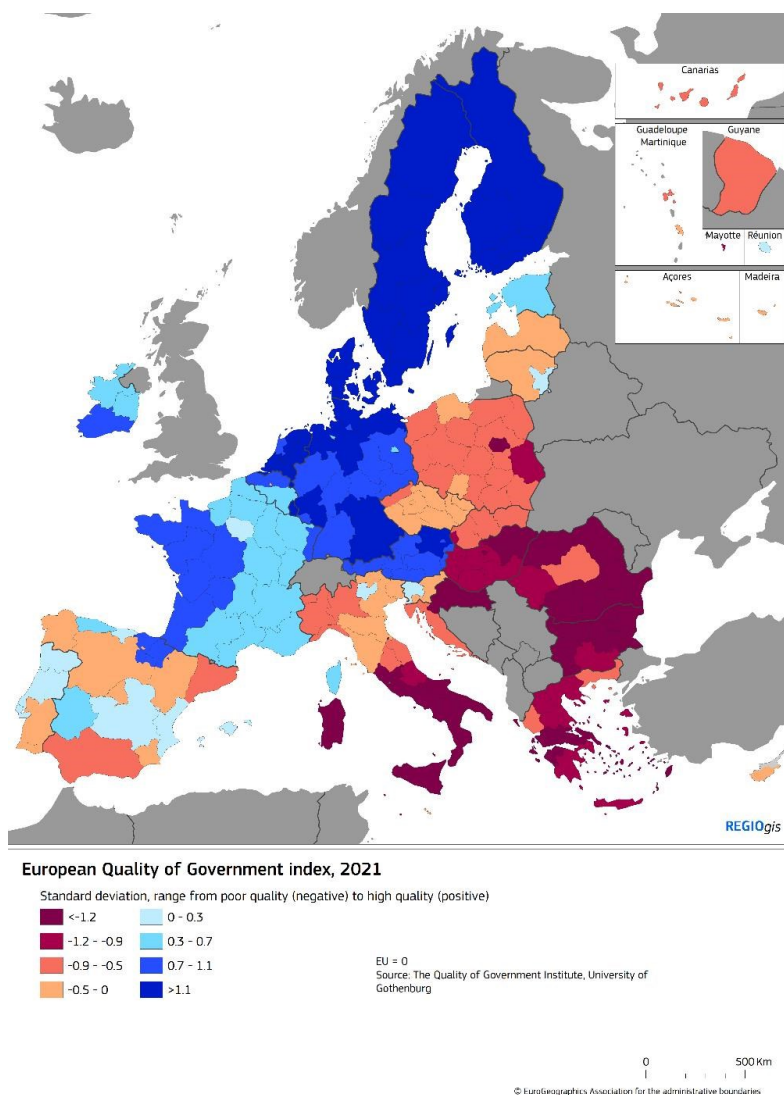 Canarias
Guadeloupe
Martinique
Guyane
Mayotte
Réunion
Açores
Madeira
REGIOgis
European Quality of Government index, 2021
Standard deviation, range from poor quality (negative) to high quality (positive)
<-1.2
-1.2 - -0.9
-0.9 - -0.5
-0.5 - 0
0 - 0.3
0.3 - 0.7
0.7 - 1.1
>1.1
EU = 0
Source: The Quality of Government Institute, University of
Gothenburg
0 500 Km
© EuroGeographics Association for the administrative boundaries